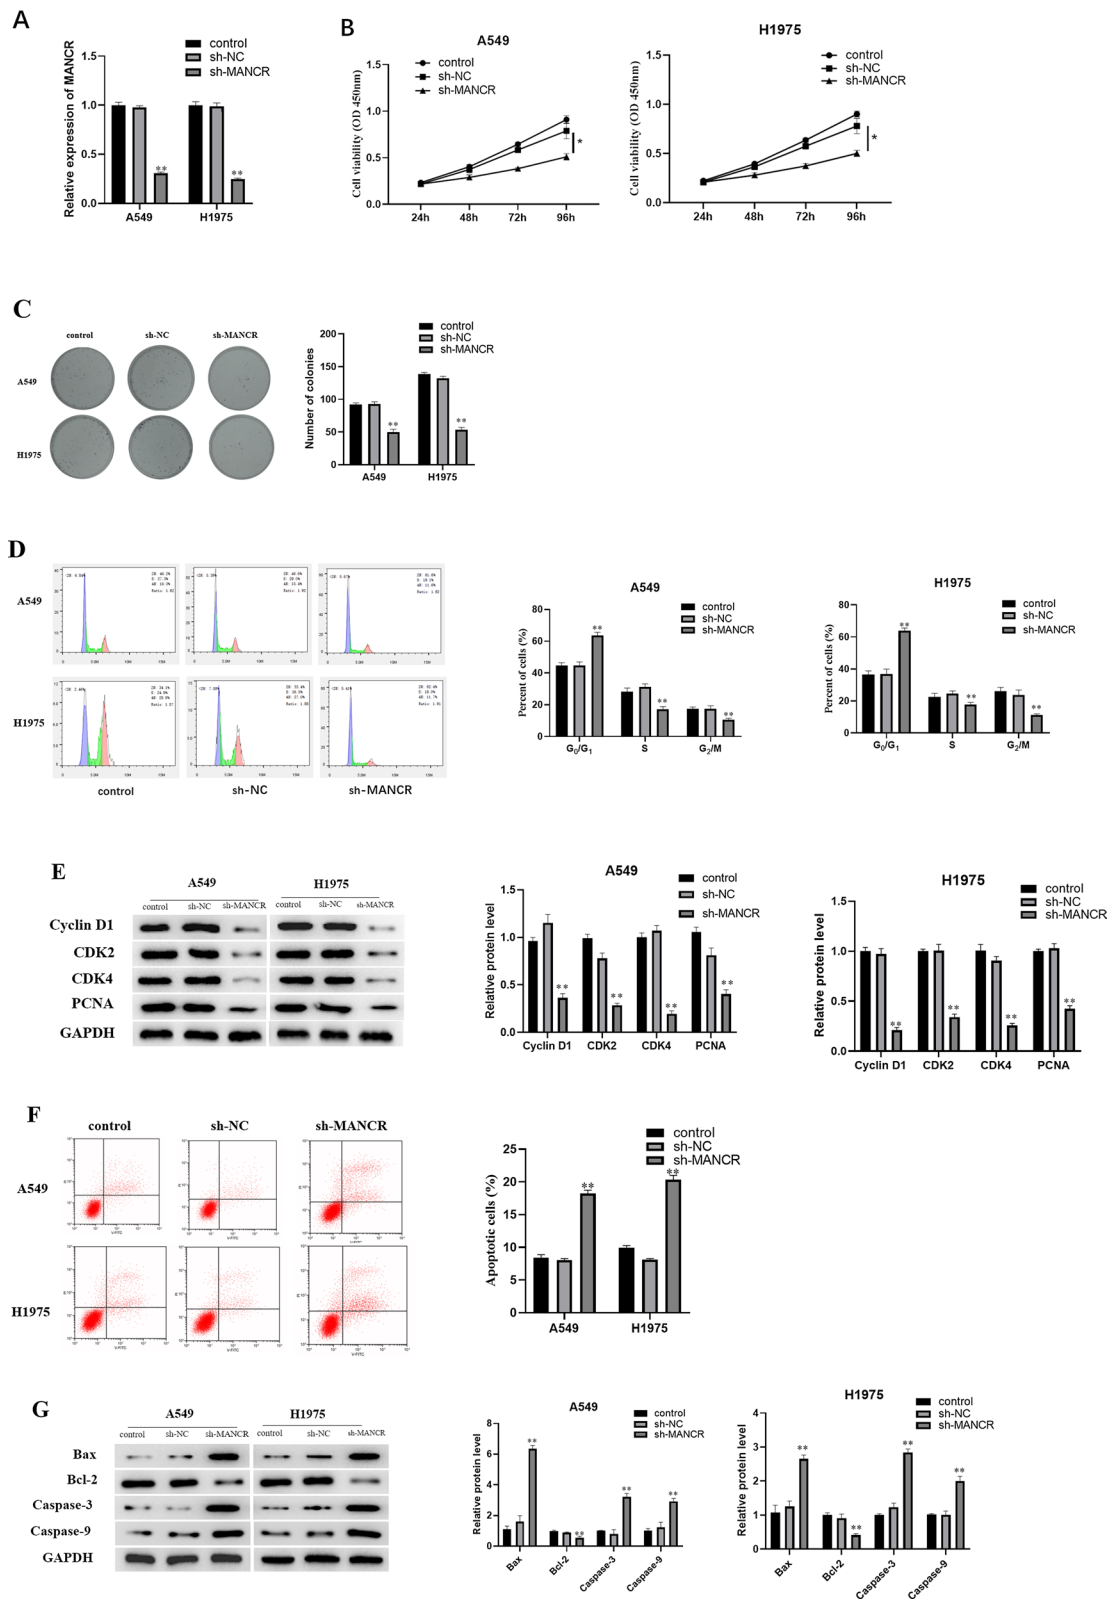 A
Relative expression of MANCR
control
sh-NC
sh-MANCR
1.5
1.0
0.5
0.0
**
**
A549
H1975
B
A549
Cell viability (OD 450nm)
control
sh-NC
sh-MANCR
1.5
1.0
0.5
0.0
*
24h
48h
72h
96h
H1975
Cell viability (OD 450nm)
control
sh-NC
sh-MANCR
1.5
1.0
0.5
0.0
*
24h
48h
72h
96h
C
control
sh-NC
sh-MANCR
A549
H1975
Number of colonies
control
sh-NC
sh-MANCR
200
150
100
50
0
**
**
A549
H1975
D
A549
H1975
control
sh-NC
sh-MANCR
A549
Percent of cells (%)
control
sh-NC
sh-MANCR
80
60
40
20
0
**
**
**
G0/G1
S
G2/M
H1975
Percent of cells (%)
control
sh-NC
sh-MANCR
80
60
40
20
0
**
**
**
G0/G1
S
G2/M
E
A549
H1975
control
sh-NC
sh-MANCR
control
sh-NC
sh-MANCR
Cyclin D1
CDK2
CDK4
PCNA
GAPDH
A549
Relative protein level
control
sh-NC
sh-MANCR
1.5
1.0
0.5
0.0
**
**
**
**
Cyclin D1
CDK2
CDK4
PCNA
H1975
Relative protein level
control
sh-NC
sh-MANCR
1.5
1.0
0.5
0.0
**
**
**
**
Cyclin D1
CDK2
CDK4
PCNA
F
control
sh-NC
sh-MANCR
A549
H1975
Apoptotic cells (%)
control
sh-NC
sh-MANCR
25
20
15
10
5
0
**
**
A549
H1975
G
A549
H1975
control
sh-NC
sh-MANCR
control
sh-NC
sh-MANCR
Bax
Bcl-2
Caspase-3
Caspase-9
GAPDH
A549
Relative protein level
control
sh-NC
sh-MANCR
8
6
4
2
0
**
**
**
**
Bax
Bcl-2
Caspase-3
Caspase-9
H1975
Relative protein level
control
sh-NC
sh-MANCR
4
3
2
1
0
**
**
**
**
Bax
Bcl-2
Caspase-3
Caspase-9